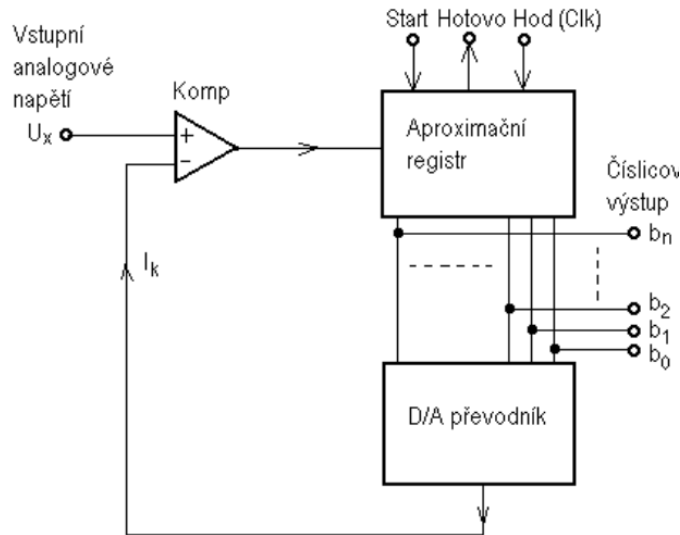 Start Hotovo Hod (Clk)
Vstupní
analogové
napětí
Komp
Ux
+
−
Aproximační
registr
Číslicov
výstup
bn
Ik
b2
b1
b0
D/A převodník